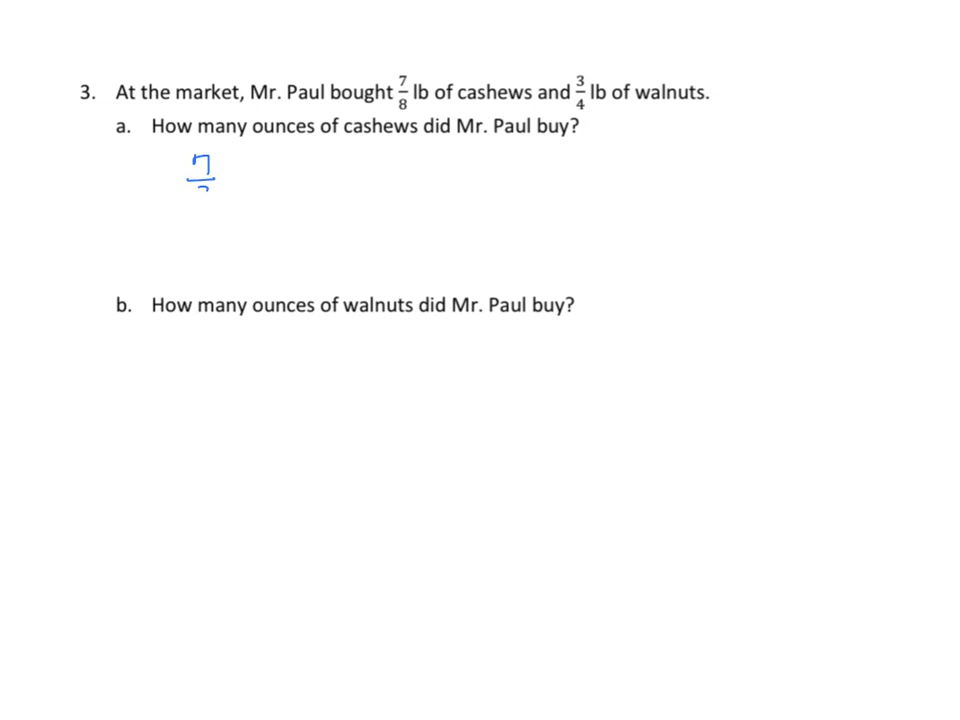 3. At the market, Mr. Paul bought 7/8 lb of cashews and 3/4 lb of walnuts.
a. How many ounces of cashews did Mr. Paul buy?
7
b. How many ounces of walnuts did Mr. Paul buy?